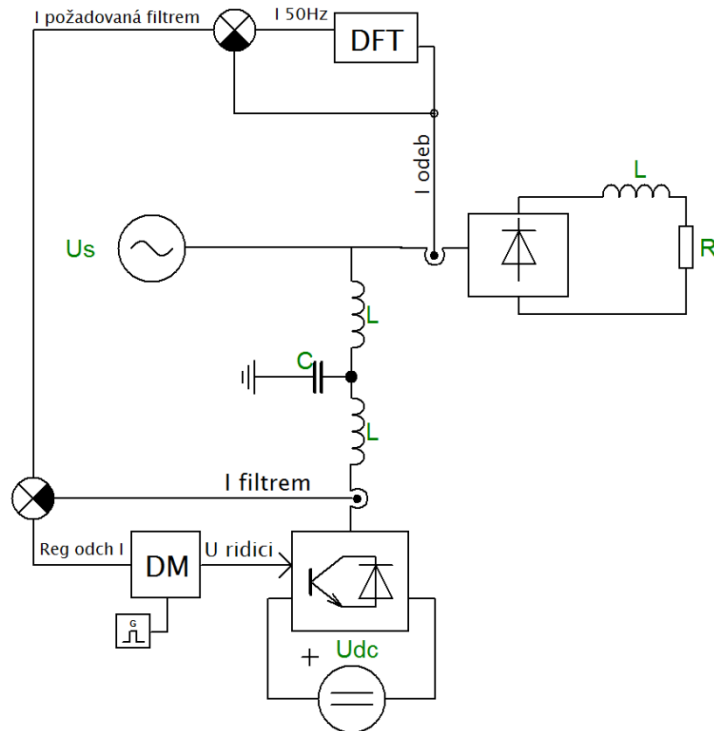 I požadovaná filtrem
I 50Hz
DFT
I odeb
L
Us
R
L
C
L
I filtrem
Reg odch I
DM
U ridici
G
+
Udc